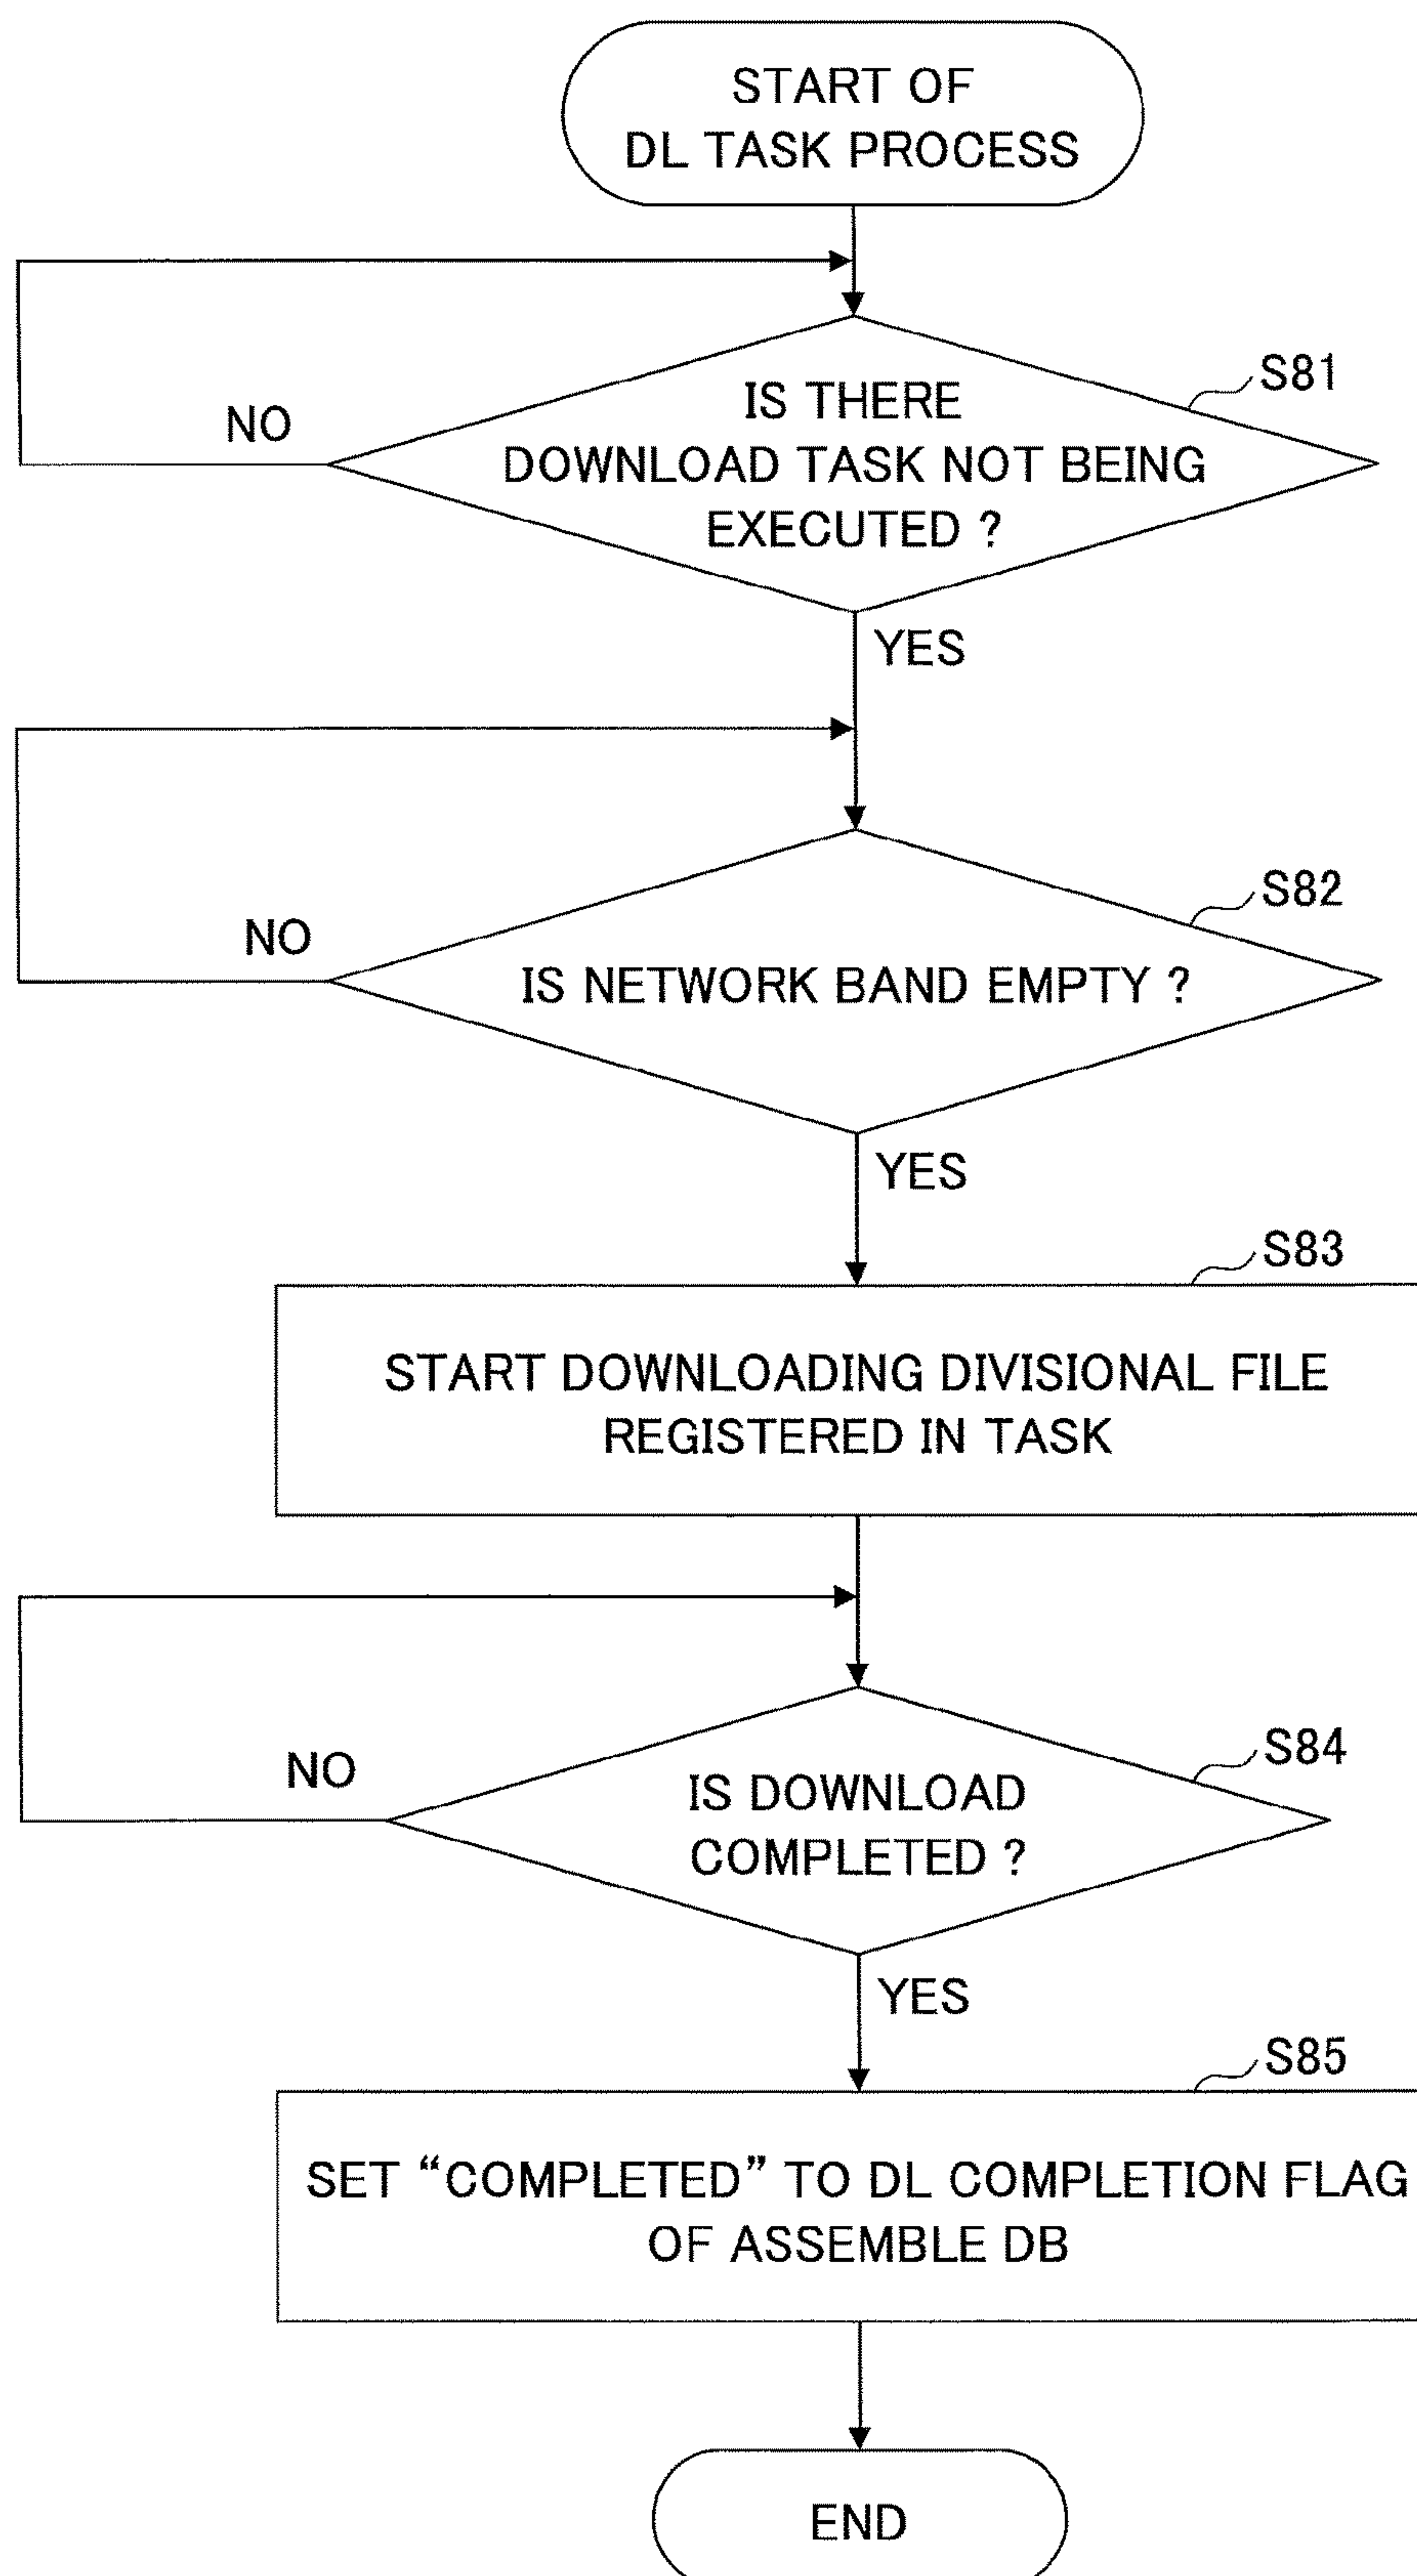 START OF
DL TASK PROCESS
S81
IS THERE
DOWNLOAD TASK NOT BEING
EXECUTED ?
NO
YES
S82
IS NETWORK BAND EMPTY ?
NO
YES
S83
START DOWNLOADING DIVISIONAL FILE
REGISTERED IN TASK
S84
IS DOWNLOAD
COMPLETED ?
NO
YES
S85
SET “COMPLETED” TO DL COMPLETION FLAG
OF ASSEMBLE DB
END